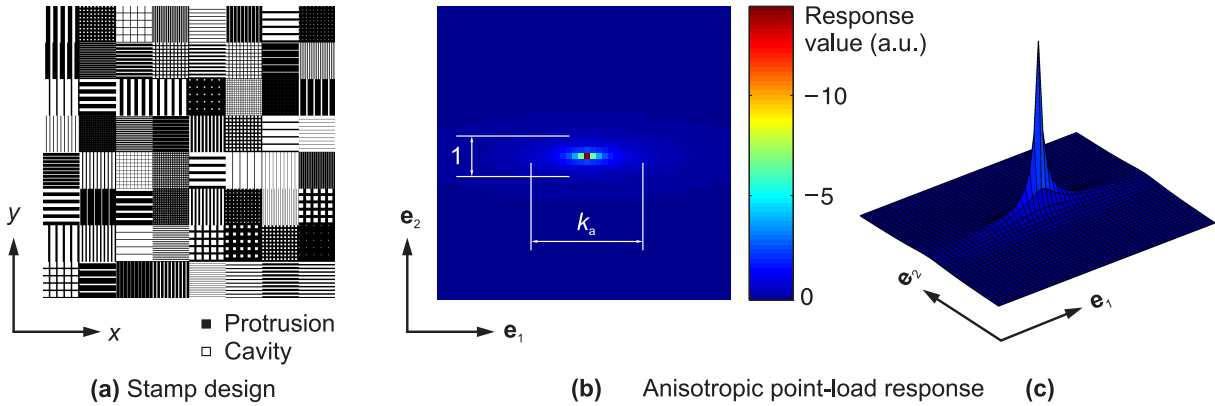 y
x
■ Protrusion
□ Cavity
(a) Stamp design
1
kₐ
e₂
e₁
(b) Anisotropic point-load response (c)
Response
value (a.u.)
−10
−5
0
e₂
e₁